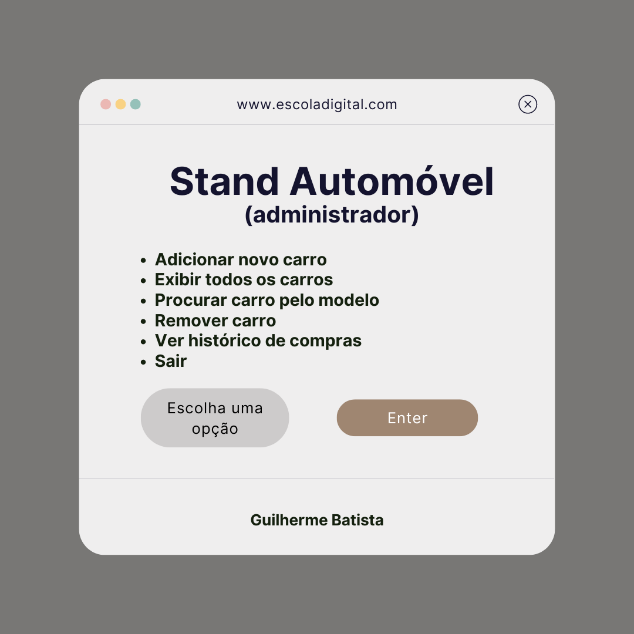 www.escoladigital.com
Stand Automóvel
(administrador)
• Adicionar novo carro
• Exibir todos os carros
• Procurar carro pelo modelo
• Remover carro
• Ver histórico de compras
• Sair
Escolha uma
opção
Enter
Guilherme Batista